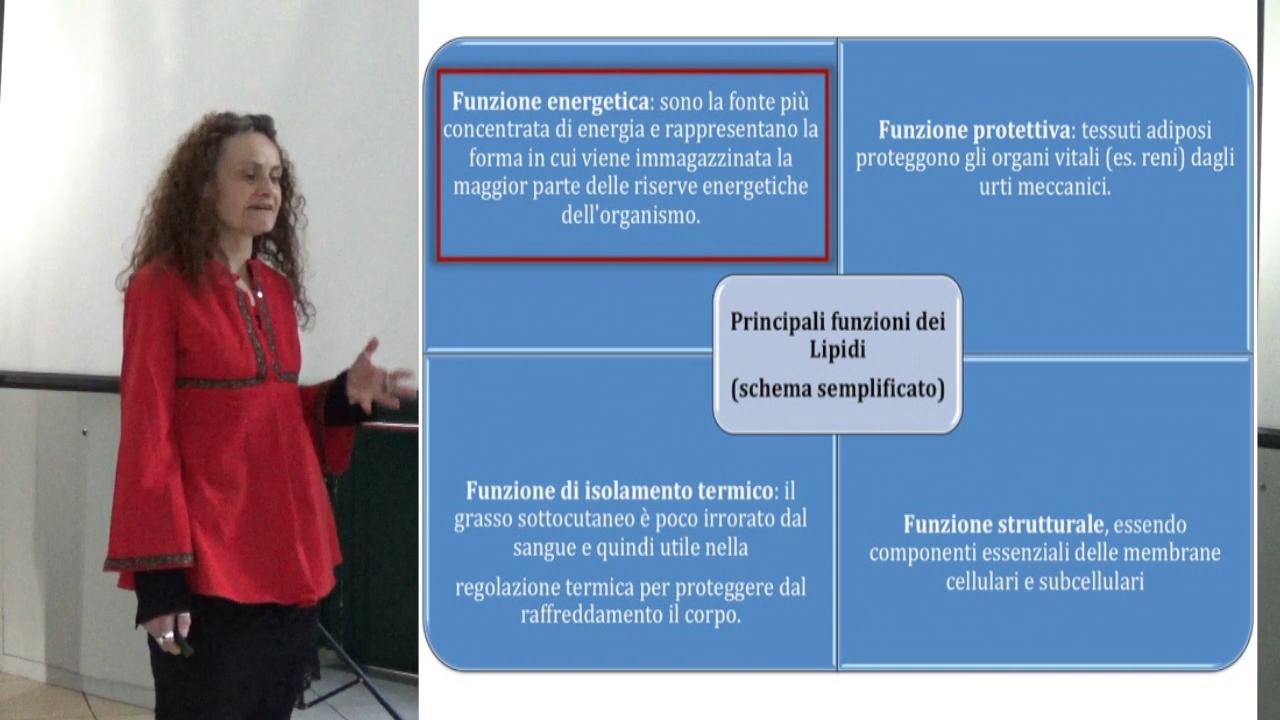 Funzione energetica: sono la fonte più
concentrata di energia e rappresentano la
forma in cui viene immagazzinata la
maggior parte delle riserve energetiche
dell'organismo.
Funzione protettiva: tessuti adiposi
proteggono gli organi vitali (es. reni) dagli
urti meccanici.
Principali funzioni dei
Lipidi
(schema semplificato)
Funzione di isolamento termico: il
grasso sottocutaneo è poco irrorato dal
sangue e quindi utile nella
regolazione termica per proteggere dal
raffreddamento il corpo.
Funzione strutturale, essendo
componenti essenziali delle membrane
cellulari e subcellulari